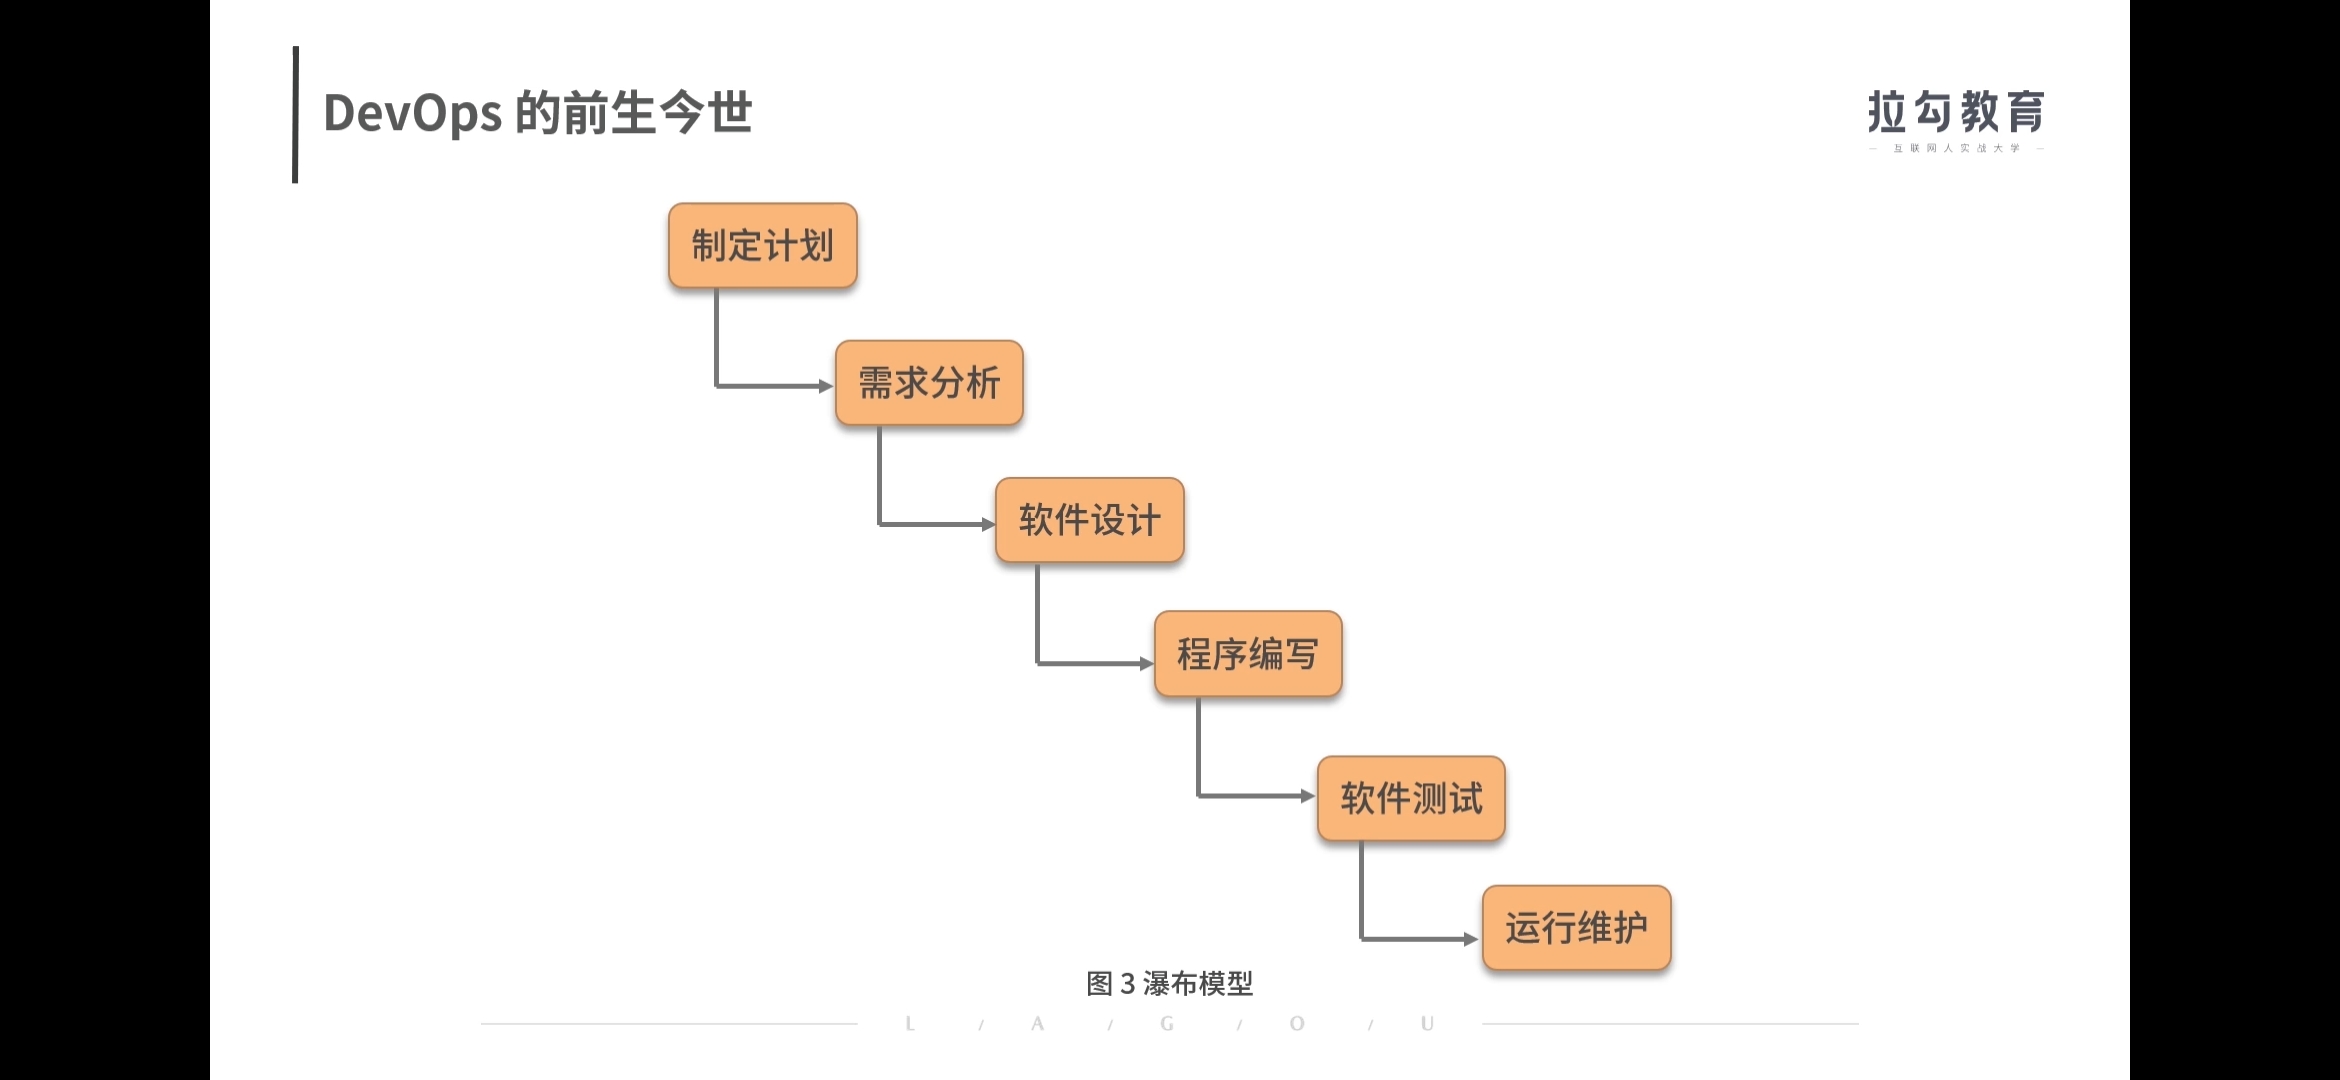 DevOps 的前生今世
拉勾教育
互联网人实战大学
制定计划
需求分析
软件设计
程序编写
软件测试
运行维护
图 3 瀑布模型
L / A / G / O / U